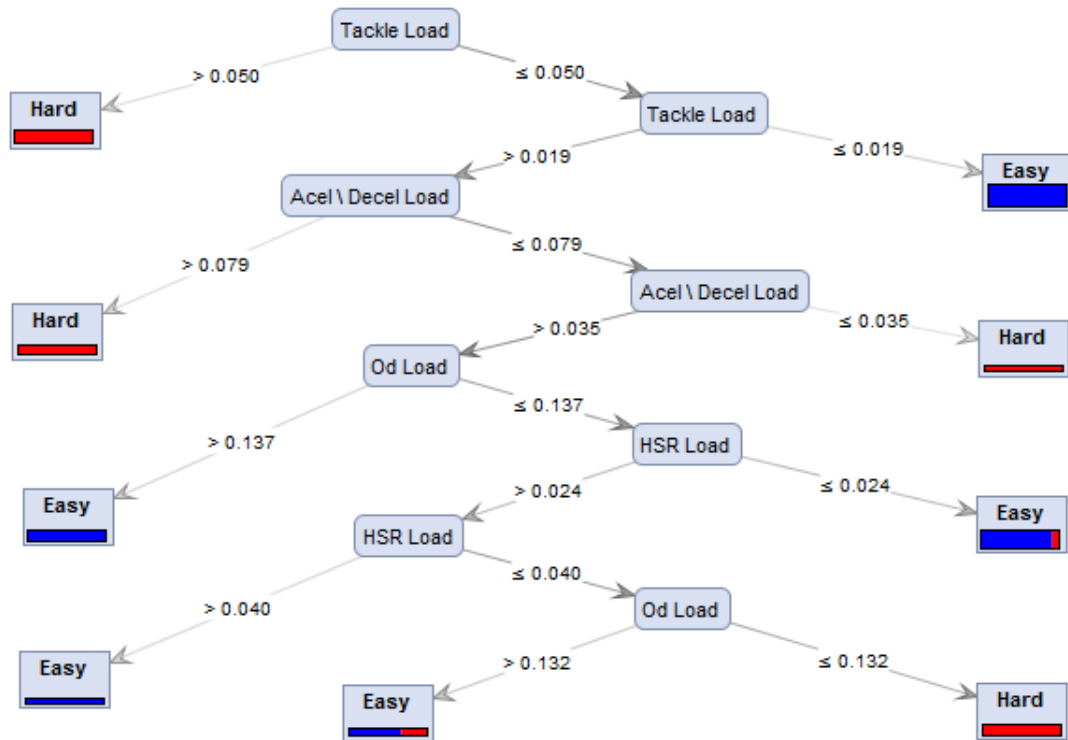 Tackle Load
> 0.050
≤ 0.050
Hard
Tackle Load
> 0.019
≤ 0.019
Easy
Acel \ Decel Load
> 0.079
≤ 0.079
Hard
Acel \ Decel Load
> 0.035
≤ 0.035
Hard
Od Load
> 0.137
≤ 0.137
Easy
HSR Load
> 0.024
≤ 0.024
Easy
HSR Load
> 0.040
≤ 0.040
Easy
Od Load
> 0.132
≤ 0.132
Easy
Hard